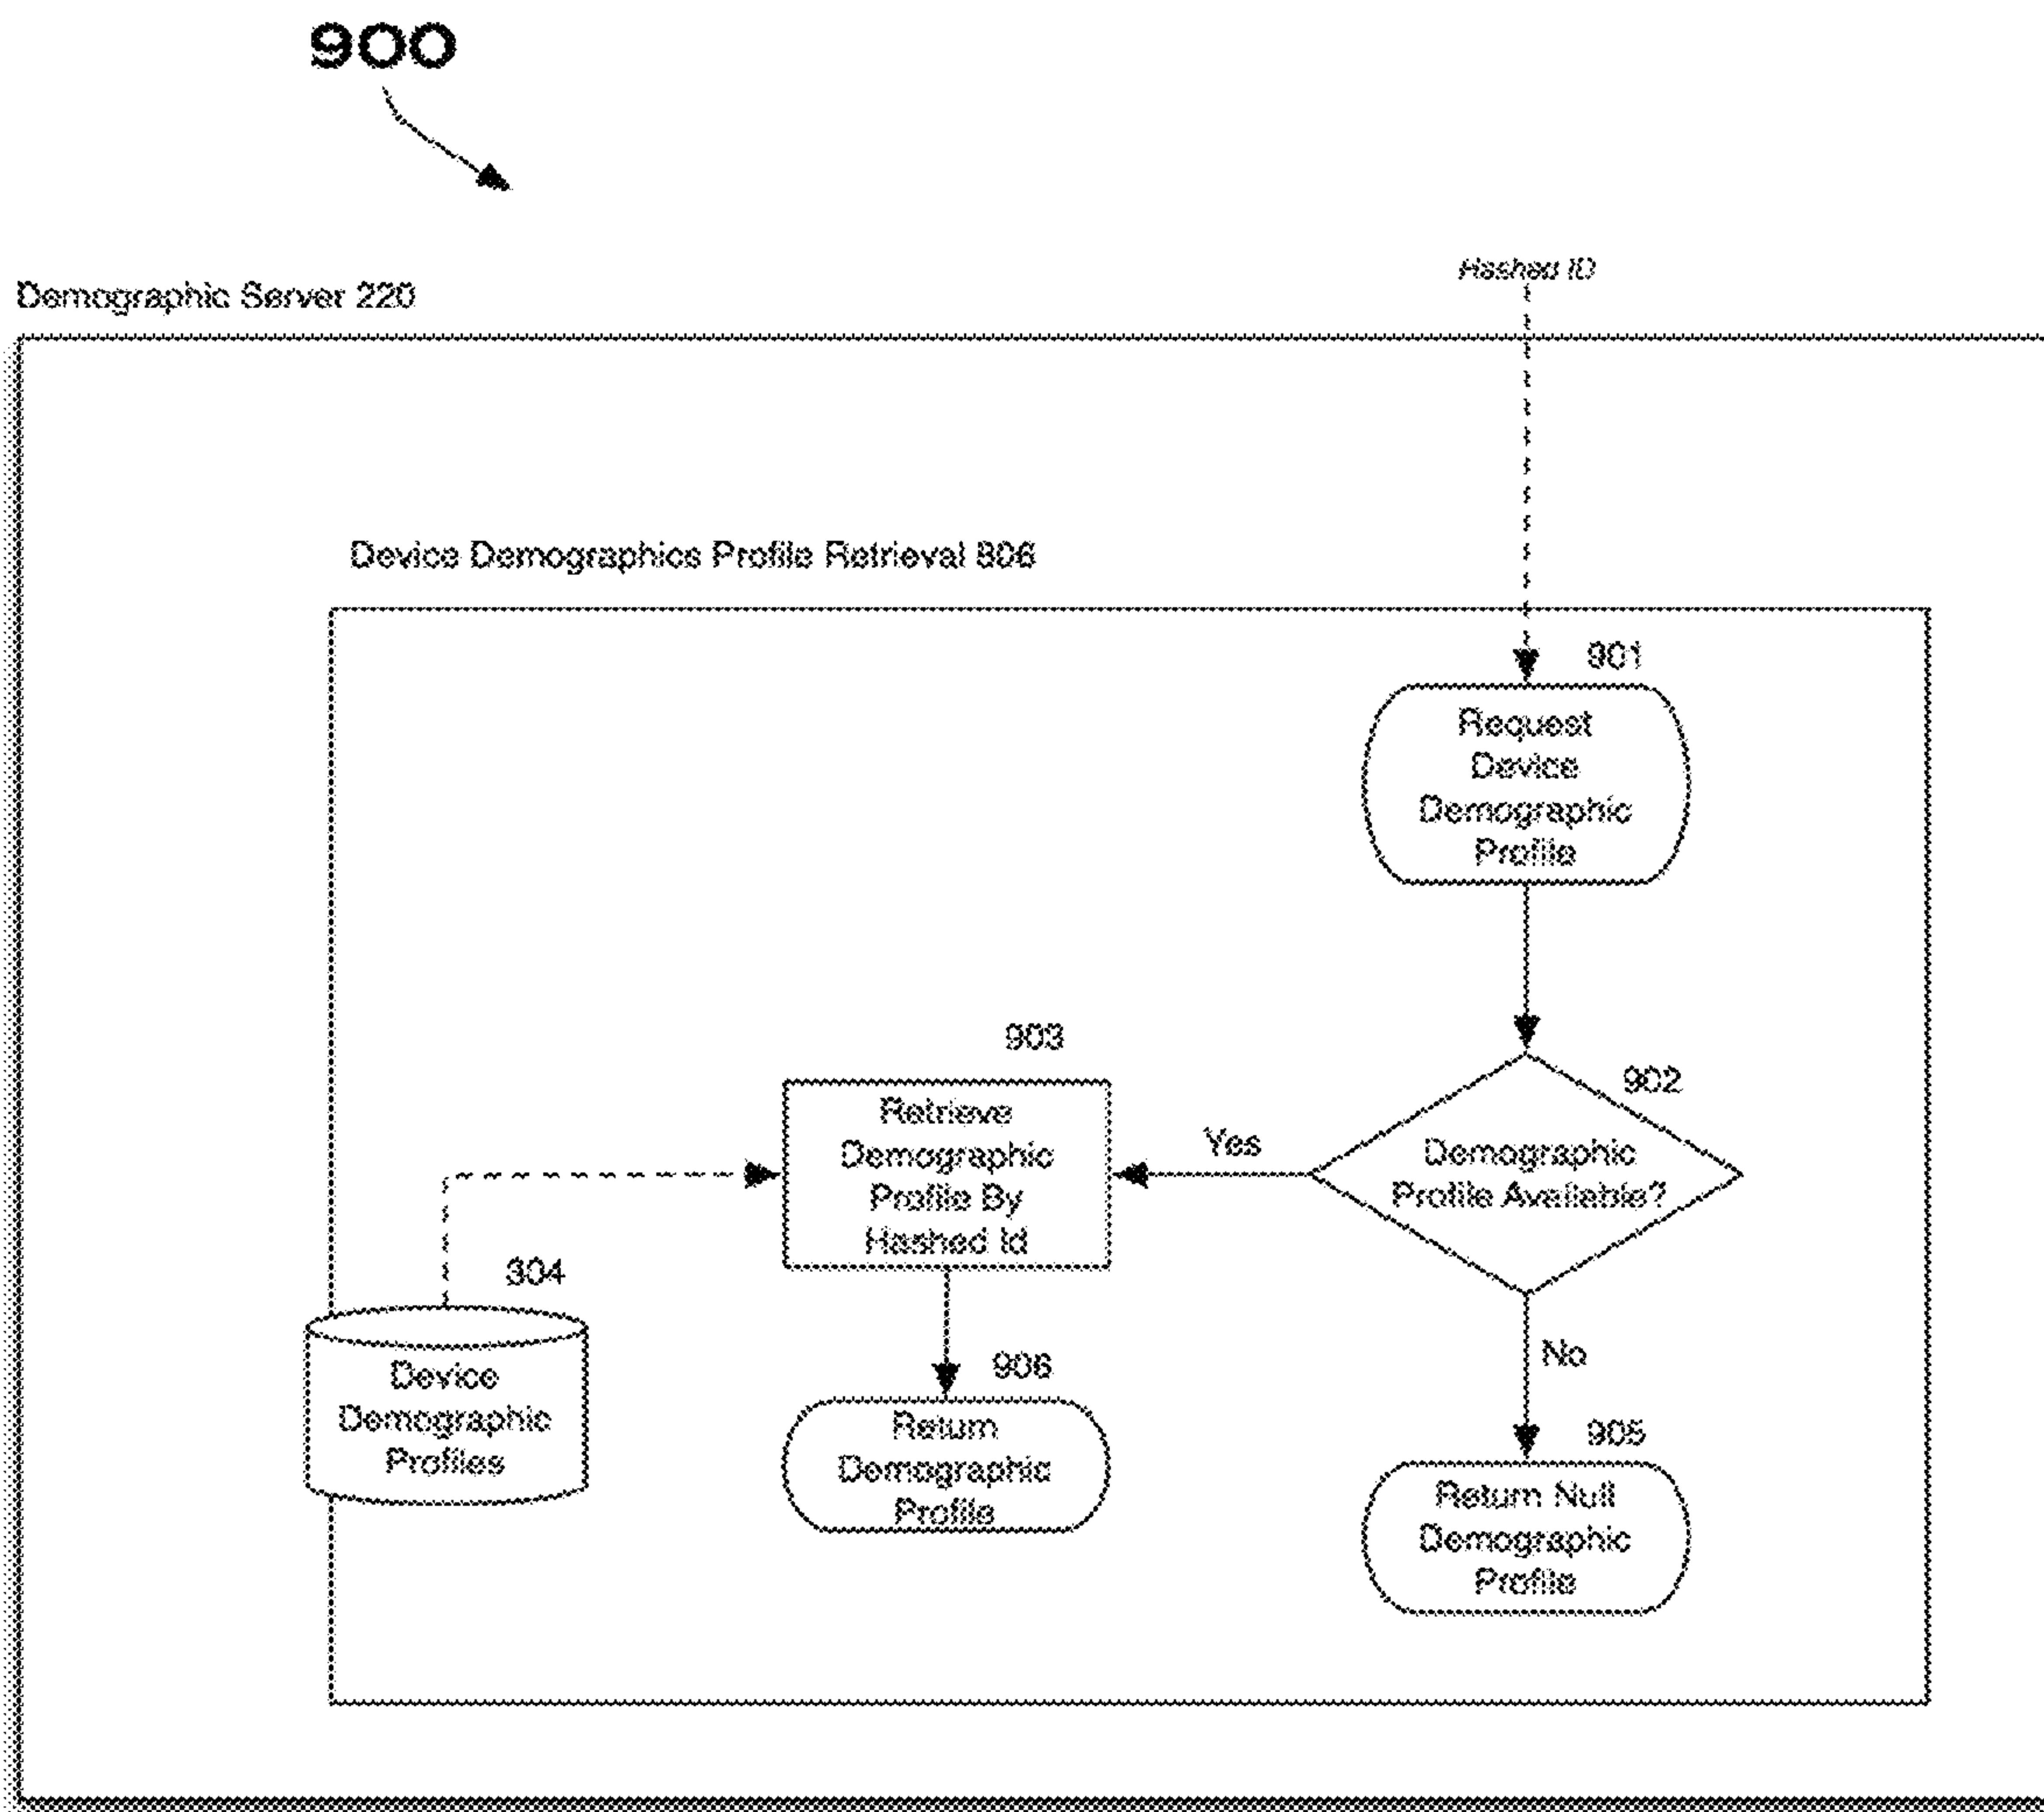 900
Hashed ID
Demographic Server 220
Device Demographics Profile Retrieval 806
901
Request
Device
Demographic
Profile
903
902
Retrieve
Demographic
Profile By
Hashed Id
Yes
Demographic
Profile Available?
304
Device
Demographic
Profiles
906
Return
Demographic
Profile
No
905
Return Null
Demographic
Profile